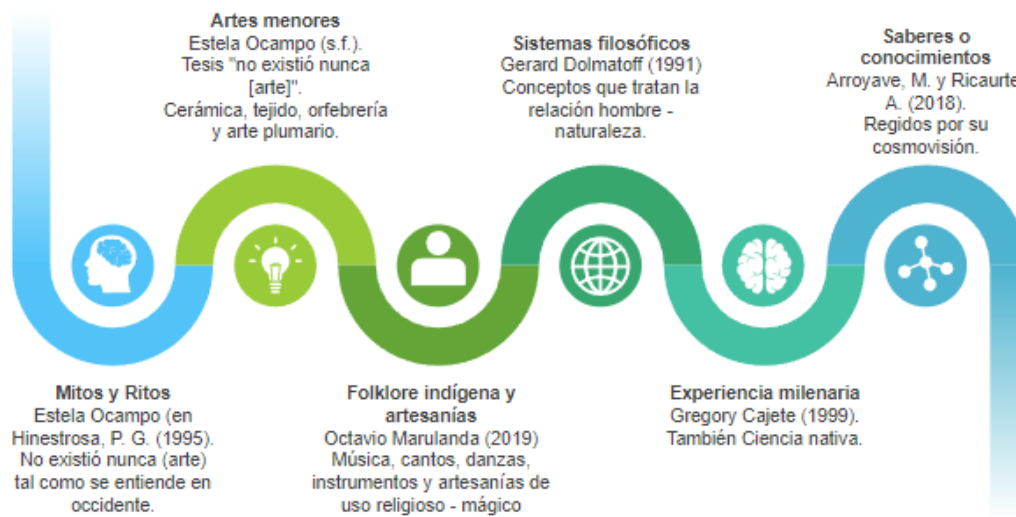 Artes menores
Estela Ocampo (s.f.).
Tesis "no existió nunca
[arte]".
Cerámica, tejido, orfebrería
y arte plumario.
Sistemas filosóficos
Gerard Dolmatoff (1991)
Conceptos que tratan la
relación hombre -
naturaleza.
Saberes o
conocimientos
Arroyave, M. y Ricaurte
A. (2018).
Regidos por su
cosmovisión.
Mitos y Ritos
Estela Ocampo (en
Hinestrosa, P. G. (1995).
No existió nunca (arte)
tal como se entiende en
occidente.
Folklore indígena y
artesanías
Octavio Marulanda (2019)
Música, cantos, danzas,
instrumentos y artesanías de
uso religioso - mágico
Experiencia milenaria
Gregory Cajete (1999).
También Ciencia nativa.